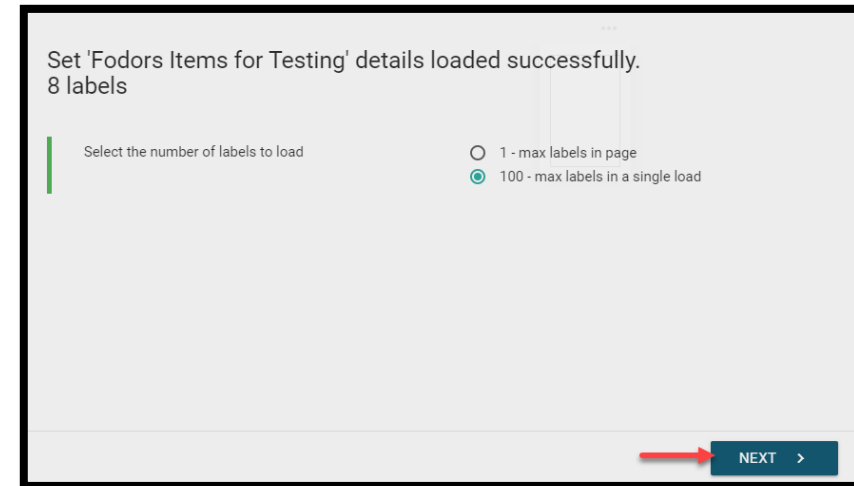 Set 'Fodors Items for Testing' details loaded successfully.
8 labels
Select the number of labels to load
1 - max labels in page
100 - max labels in a single load
NEXT